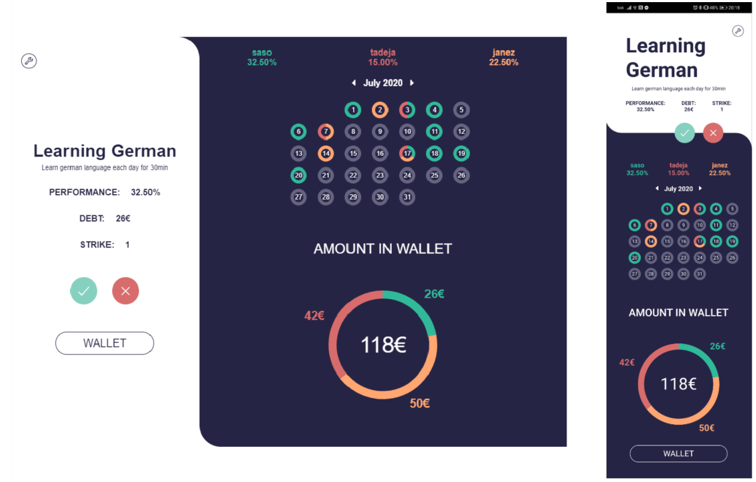 Learning German
Learn german language each day for 30min
PERFORMANCE: 32.50%
DEBT: 26€
STRIKE: 1
WALLET
saso tadeja janez
32.50% 15.00% 22.50%
July 2020
1 2 3 4 5
6 7 8 9 10 11 12
13 14 15 16 17 18 19
20 21 22 23 24 25 26
27 28 29 30 31
AMOUNT IN WALLET
26€
42€
118€
50€
20:18
Learning
German
Learn german language each day for 30min
PERFORMANCE: DEBT: STRIKE:
32.50% 26€ 1
saso tadeja janez
32.50% 15.00% 22.50%
July 2020
1 2 3 4 5
6 7 8 9 10 11 12
13 14 15 16 17 18 19
20 21 22 23 24 25 26
27 28 29 30 31
AMOUNT IN WALLET
26€
42€
118€
50€
WALLET